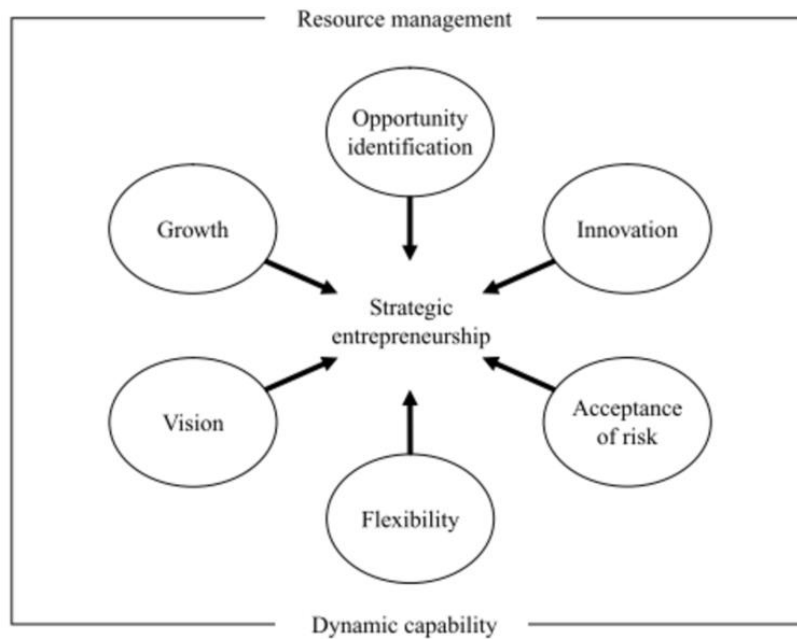 Resource management
Opportunity
identification
Growth
Innovation
Strategic
entrepreneurship
Vision
Acceptance
of risk
Flexibility
Dynamic capability